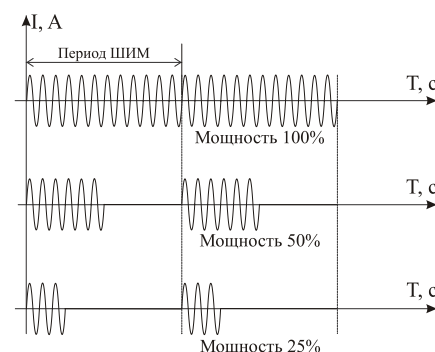 I, А
Период ШИМ
Т, с
Мощность 100%
Т, с
Мощность 50%
Т, с
Мощность 25%